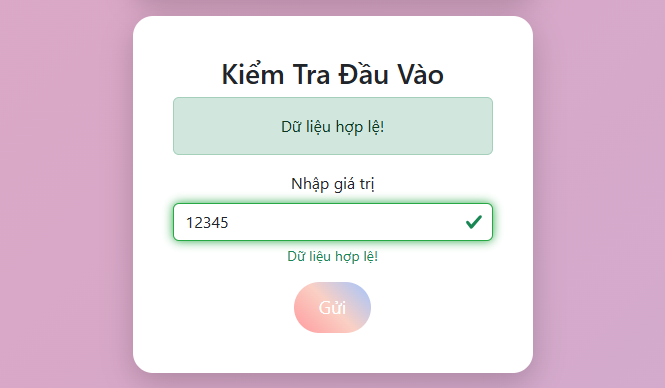 Kiểm Tra Đầu Vào
Dữ liệu hợp lệ!
Nhập giá trị
12345
Dữ liệu hợp lệ!
Gửi